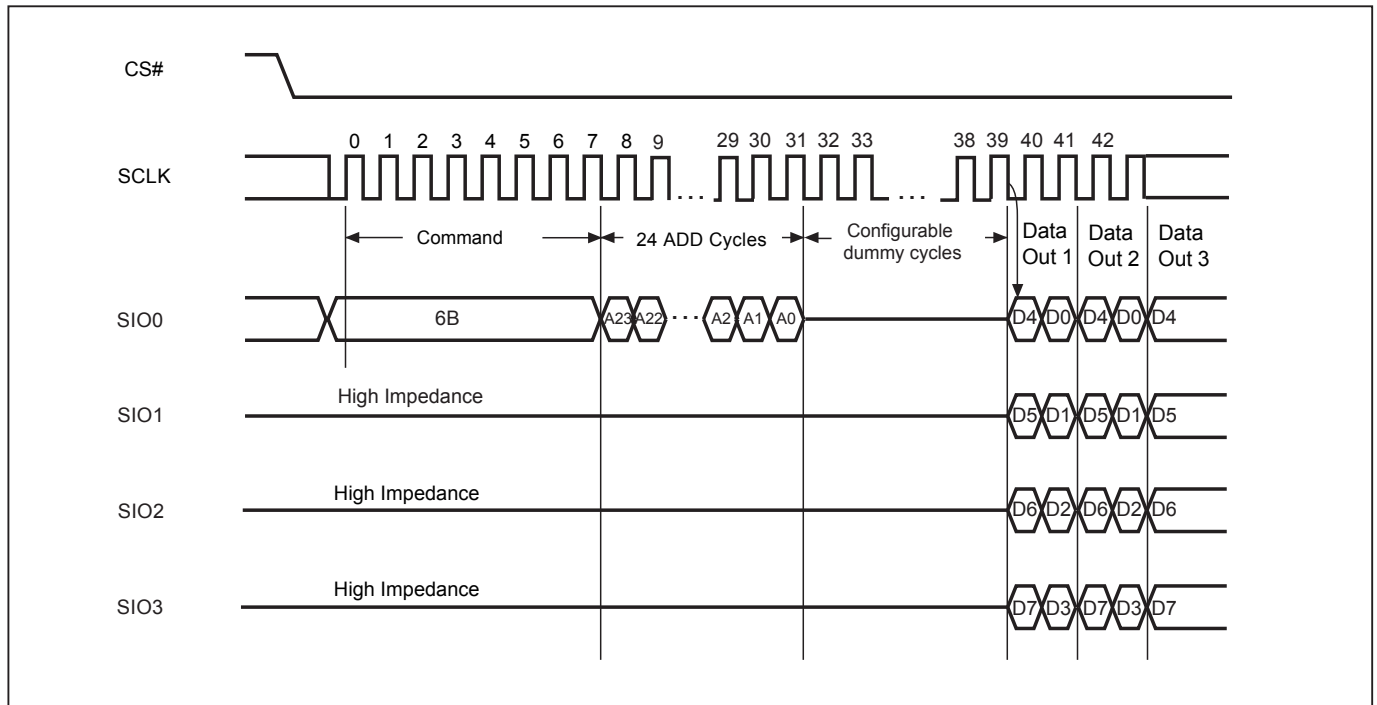 CS#
0 1 2 3 4 5 6 7 8 9 29 30 31 32 33 38 39 40 41 42
SCLK
...
...
Command
24 ADD Cycles
Configurable
dummy cycles
Data
Out 1
Data
Out 2
Data
Out 3
SIO0
6B
A23 A22 ... A2 A1 A0
D4 D0 D4 D0 D4
High Impedance
SIO1
D5 D1 D5 D1 D5
High Impedance
SIO2
D6 D2 D6 D2 D6
High Impedance
SIO3
D7 D3 D7 D3 D7